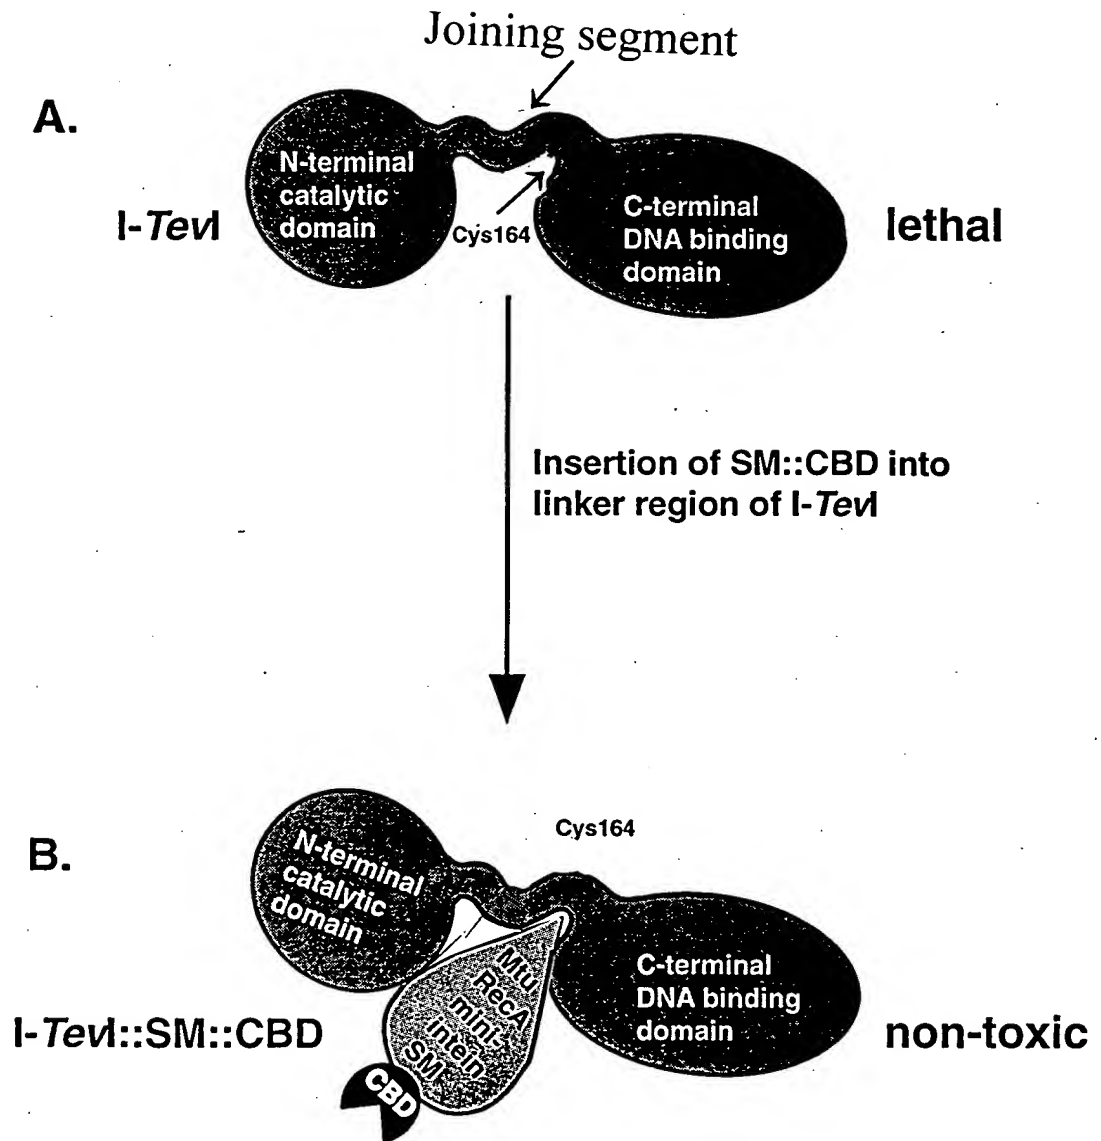 Joining segment
A.
N-terminal
catalytic
domain
I-TevI
Cys164
C-terminal
DNA binding
domain
lethal
Insertion of SM::CBD into
linker region of I-TevI
Cys164
B.
N-terminal
catalytic
domain
Mtu
RecA
mini-
intein
SM
CBD
C-terminal
DNA binding
domain
I-TevI::SM::CBD
non-toxic